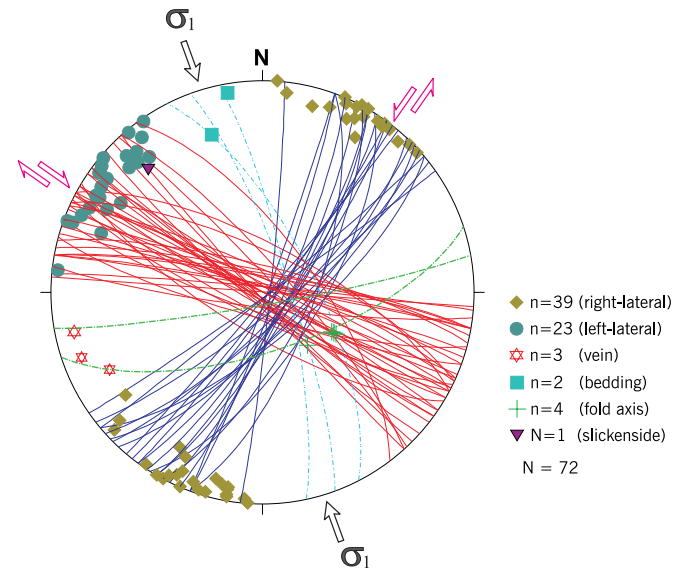 σ1
N
n=39 (right-lateral)
n=23 (left-lateral)
n=3 (vein)
n=2 (bedding)
n=4 (fold axis)
N=1 (slickenside)
N = 72
σ1